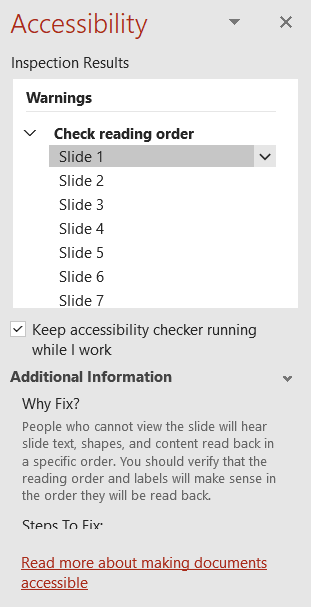 Accessibility
Inspection Results
Warnings
Check reading order
Slide 1
Slide 2
Slide 3
Slide 4
Slide 5
Slide 6
Slide 7
Keep accessibility checker running
while I work
Additional Information
Why Fix?
People who cannot view the slide will hear
slide text, shapes, and content read back in
a specific order. You should verify that the
reading order and labels will make sense in
the order they will be read back.
Steps To Fix:
Read more about making documents
accessible